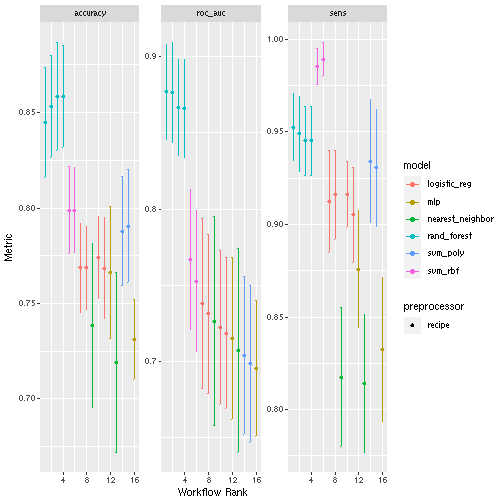 accuracy
roc_auc
sens
Metric
0.85
0.80
0.75
0.70
0.9
0.8
0.7
1.00
0.95
0.90
0.85
0.80
4 8 12 16
4 8 12 16
4 8 12 16
Workflow Rank
model
logistic_reg
mlp
nearest_neighbor
rand_forest
svm_poly
svm_rbf
preprocessor
recipe